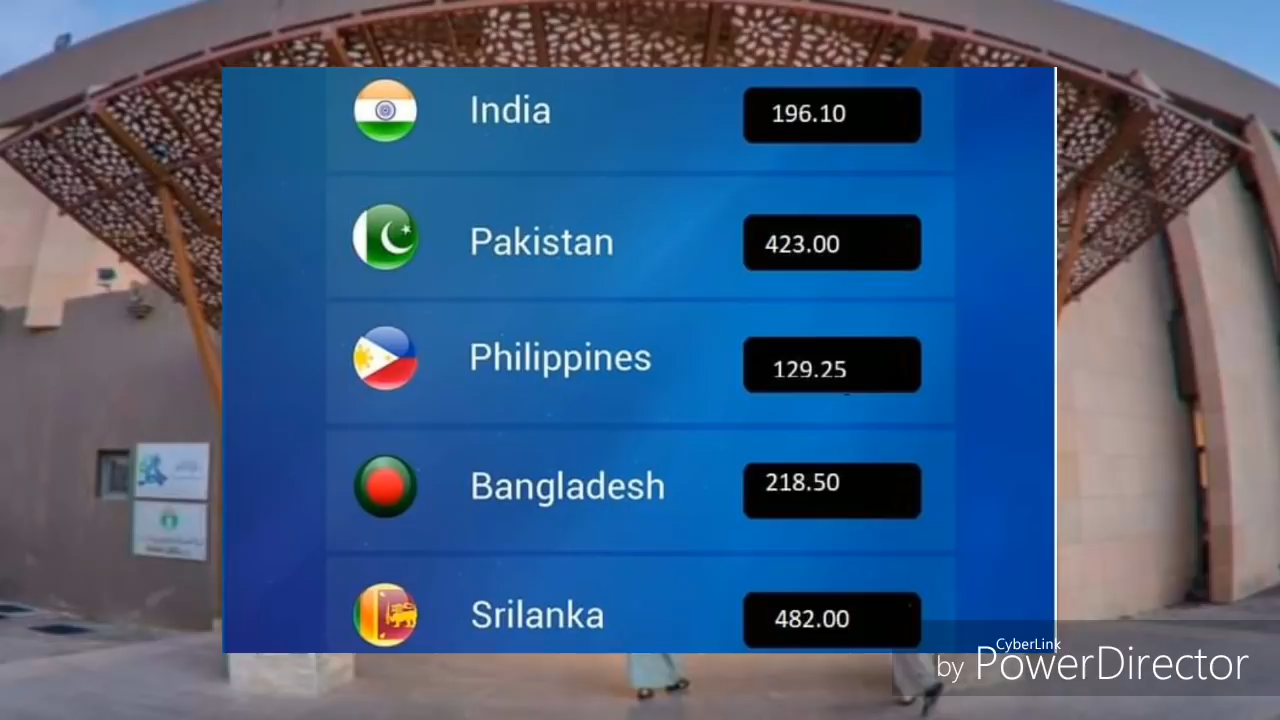 India 196.10
Pakistan 423.00
Philippines 129.25
Bangladesh 218.50
Srilanka 482.00
CyberLink
by PowerDirector